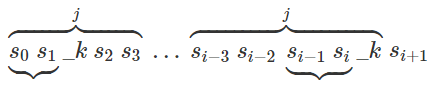 j j
s₀ s₁ _k s₂ s₃ … sᵢ₋₃ sᵢ₋₂ sᵢ₋₁ sᵢ _k sᵢ₊₁